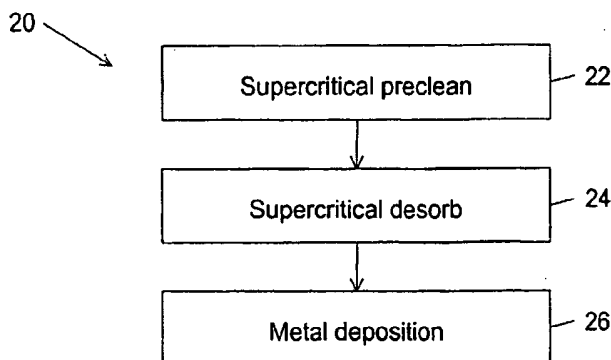 20
Supercritical preclean
22
Supercritical desorb
24
Metal deposition
26